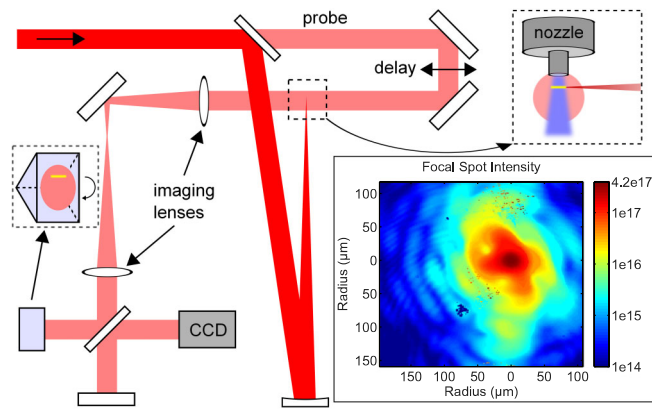 probe
nozzle
delay
imaging
lenses
CCD
Focal Spot Intensity
4.2e17
1e17
1e16
1e15
1e14
Radius (µm)
100
50
0
50
100
150
150 100 50 0 50 100
Radius (µm)